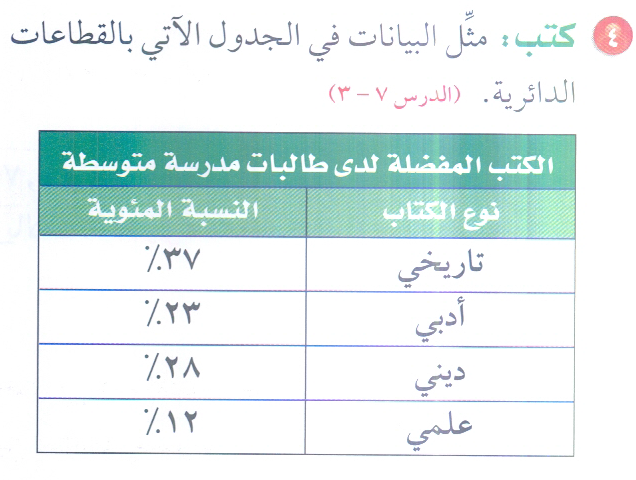 ٤ كتب: مثِّل البيانات في الجدول الآتي بالقطاعات
الدائرية. (الدرس ٧ – ٣)
الكتب المفضلة لدى طالبات مدرسة متوسطة
نوع الكتاب النسبة المئوية
تاريخي ٣٧٪
أدبي ٢٣٪
ديني ٢٨٪
علمي ١٢٪